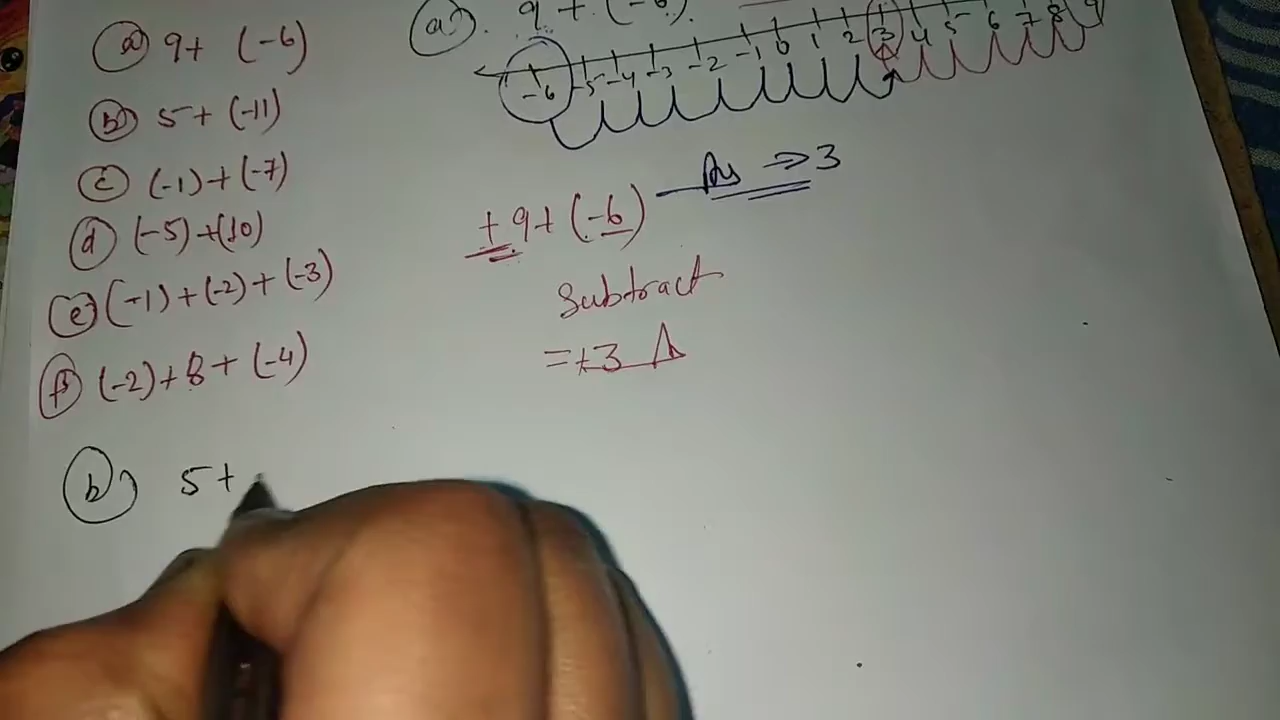 (a) 9 + (-6)
(b) 5 + (-11)
(c) (-1) + (-7)
(d) (-5) + (10)
(e) (-1) + (-2) + (-3)
(f) (-2) + 8 + (-4)
(a) 9 + (-6).
-6 -5 -4 -3 -2 -1 0 1 2 3 4 5 6 7 8 9
Ans ⇒ 3
+9 + (-6)
Subtract
= +3 A
(b) 5 +